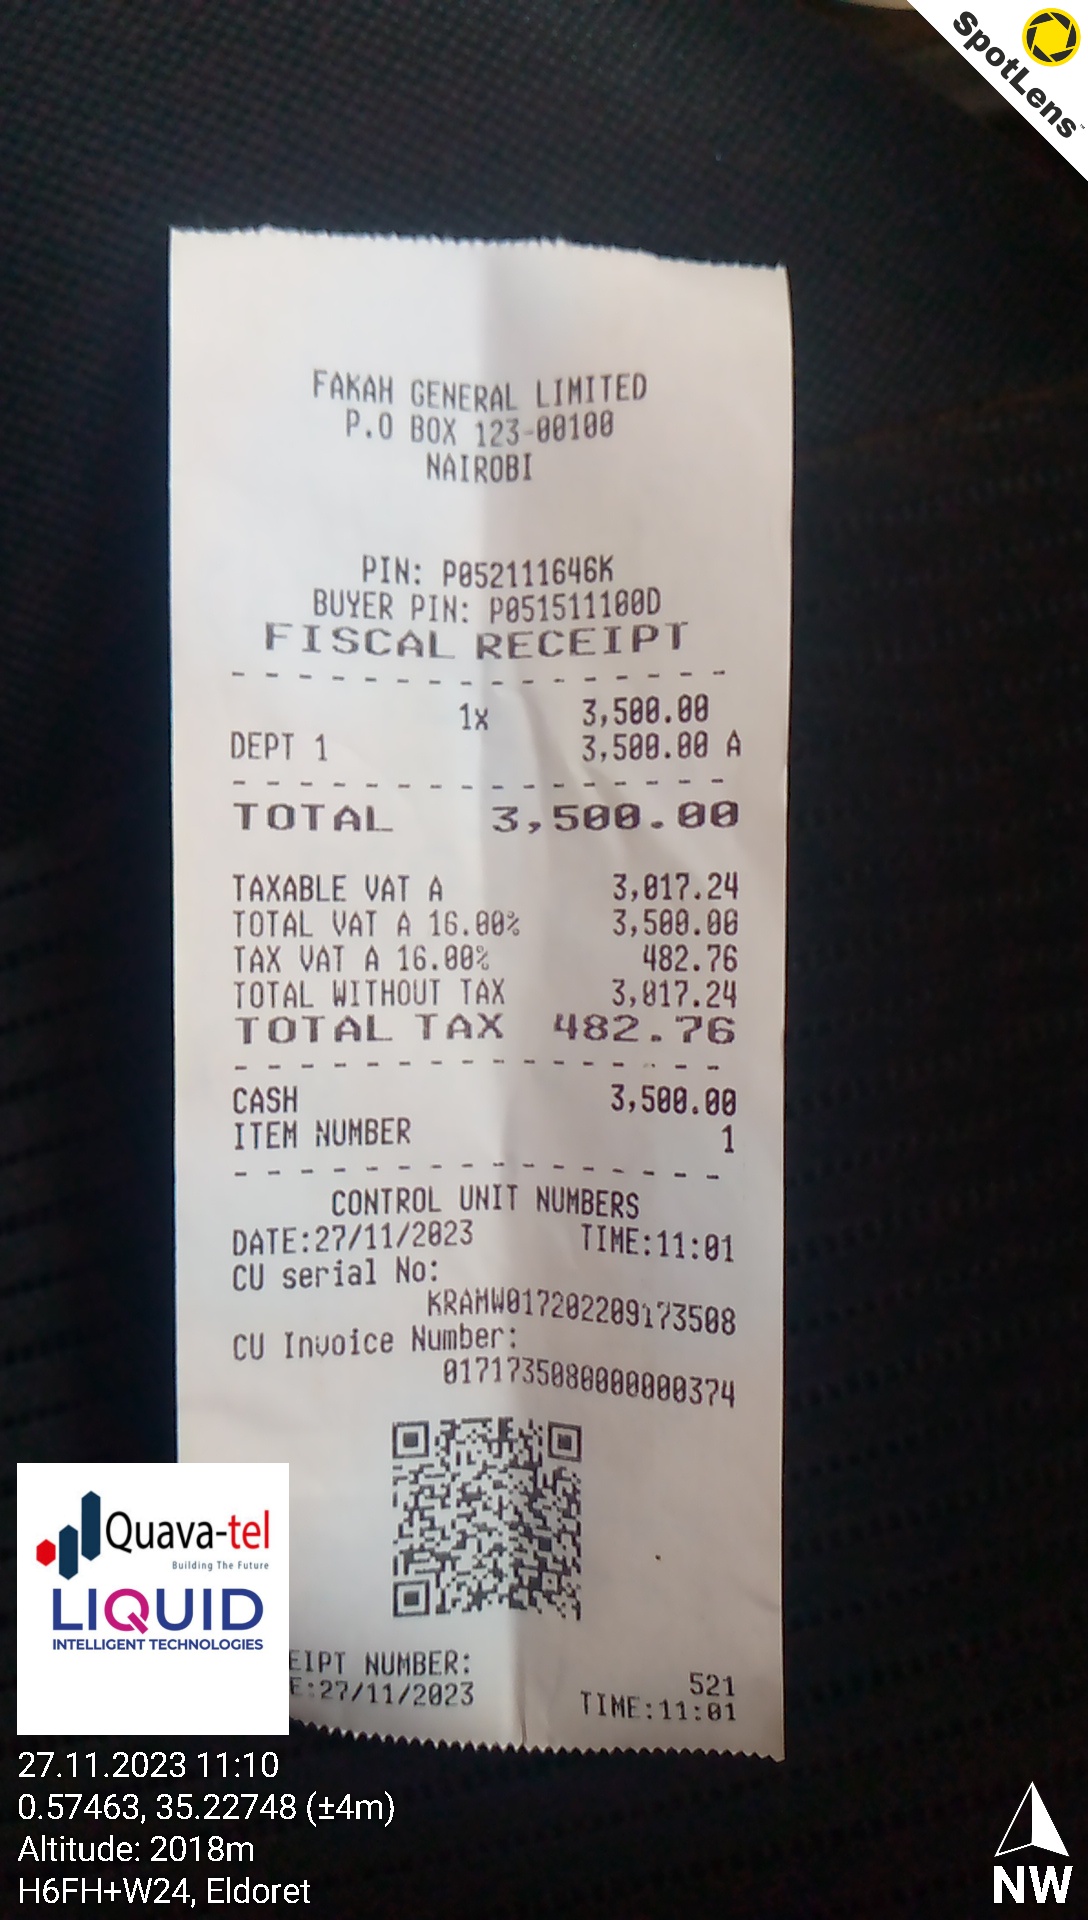 SpotLens
FAKAH GENERAL LIMITED
P.O BOX 123-00100
NAIROBI
PIN: P052111646K
BUYER PIN: P051511100D
FISCAL RECEIPT
1x 3,500.00
DEPT 1 3,500.00 A
TOTAL 3,500.00
TAXABLE VAT A 3,017.24
TOTAL VAT A 16.00% 3,500.00
TAX VAT A 16.00% 482.76
TOTAL WITHOUT TAX 3,017.24
TOTAL TAX 482.76
CASH 3,500.00
ITEM NUMBER 1
CONTROL UNIT NUMBERS
DATE:27/11/2023 TIME:11:01
CU serial No:
KRAMW017202209173508
CU Invoice Number:
0171735080000000374
EIPT NUMBER: 521
E:27/11/2023 TIME:11:01
Quava-tel
Building The Future
LIQUID
INTELLIGENT TECHNOLOGIES
27.11.2023 11:10
0.57463, 35.22748 (±4m)
Altitude: 2018m
H6FH+W24, Eldoret
NW